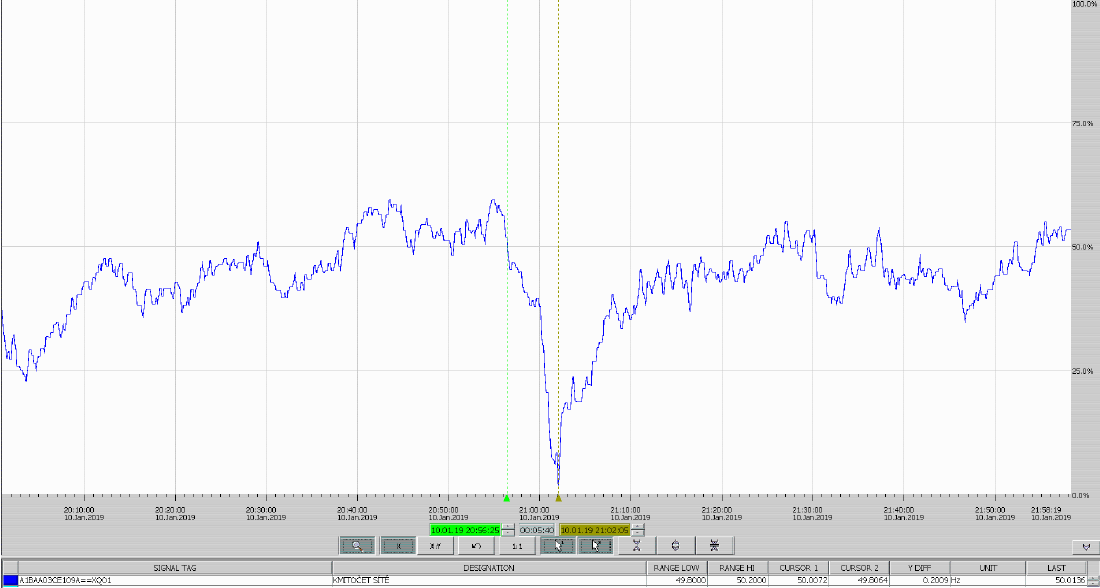 100.0%
75.0%
50.0%
25.0%
0.0%
20:10:00 20:20:00 20:30:00 20:40:00 20:50:00 21:00:00 21:10:00 21:20:00 21:30:00 21:40:00 21:50:00 21:58:19
10.Jan.2019 10.Jan.2019 10.Jan.2019 10.Jan.2019 10.Jan.2019 10.Jan.2019 10.Jan.2019 10.Jan.2019 10.Jan.2019 10.Jan.2019 10.Jan.2019 10.Jan.2019
10.01.19 20:56:25 00:05:40 10.01.19 21:02:05
X/Y 1:1
SIGNAL TAG DESIGNATION RANGE LOW RANGE HI CURSOR 1 CURSOR 2 Y DIFF UNIT LAST
A1BAA03CE109A==XQ01 KMITOČET SÍTĚ 49.8000 50.2000 50.0072 49.8064 0.2009 Hz 50.0136